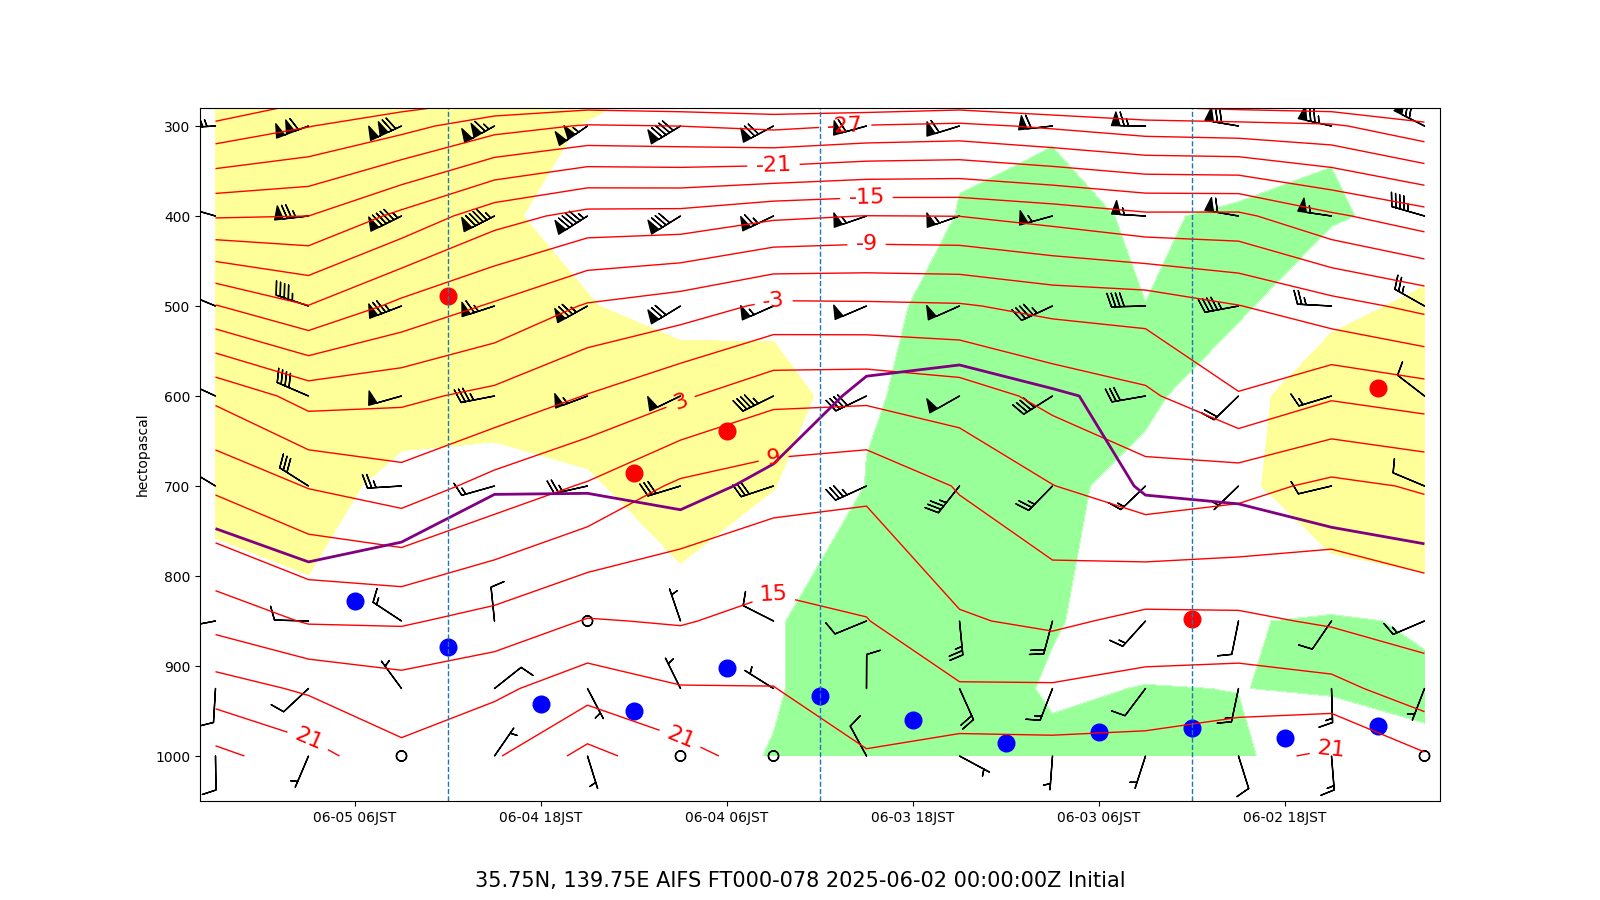 300
-27
-21
-15
400
-9
-3
500
600
3
hectopascal
9
700
800
15
900
21
21
21
1000
06-05 06JST
06-04 18JST
06-04 06JST
06-03 18JST
06-03 06JST
06-02 18JST
35.75N, 139.75E AIFS FT000-078 2025-06-02 00:00:00Z Initial